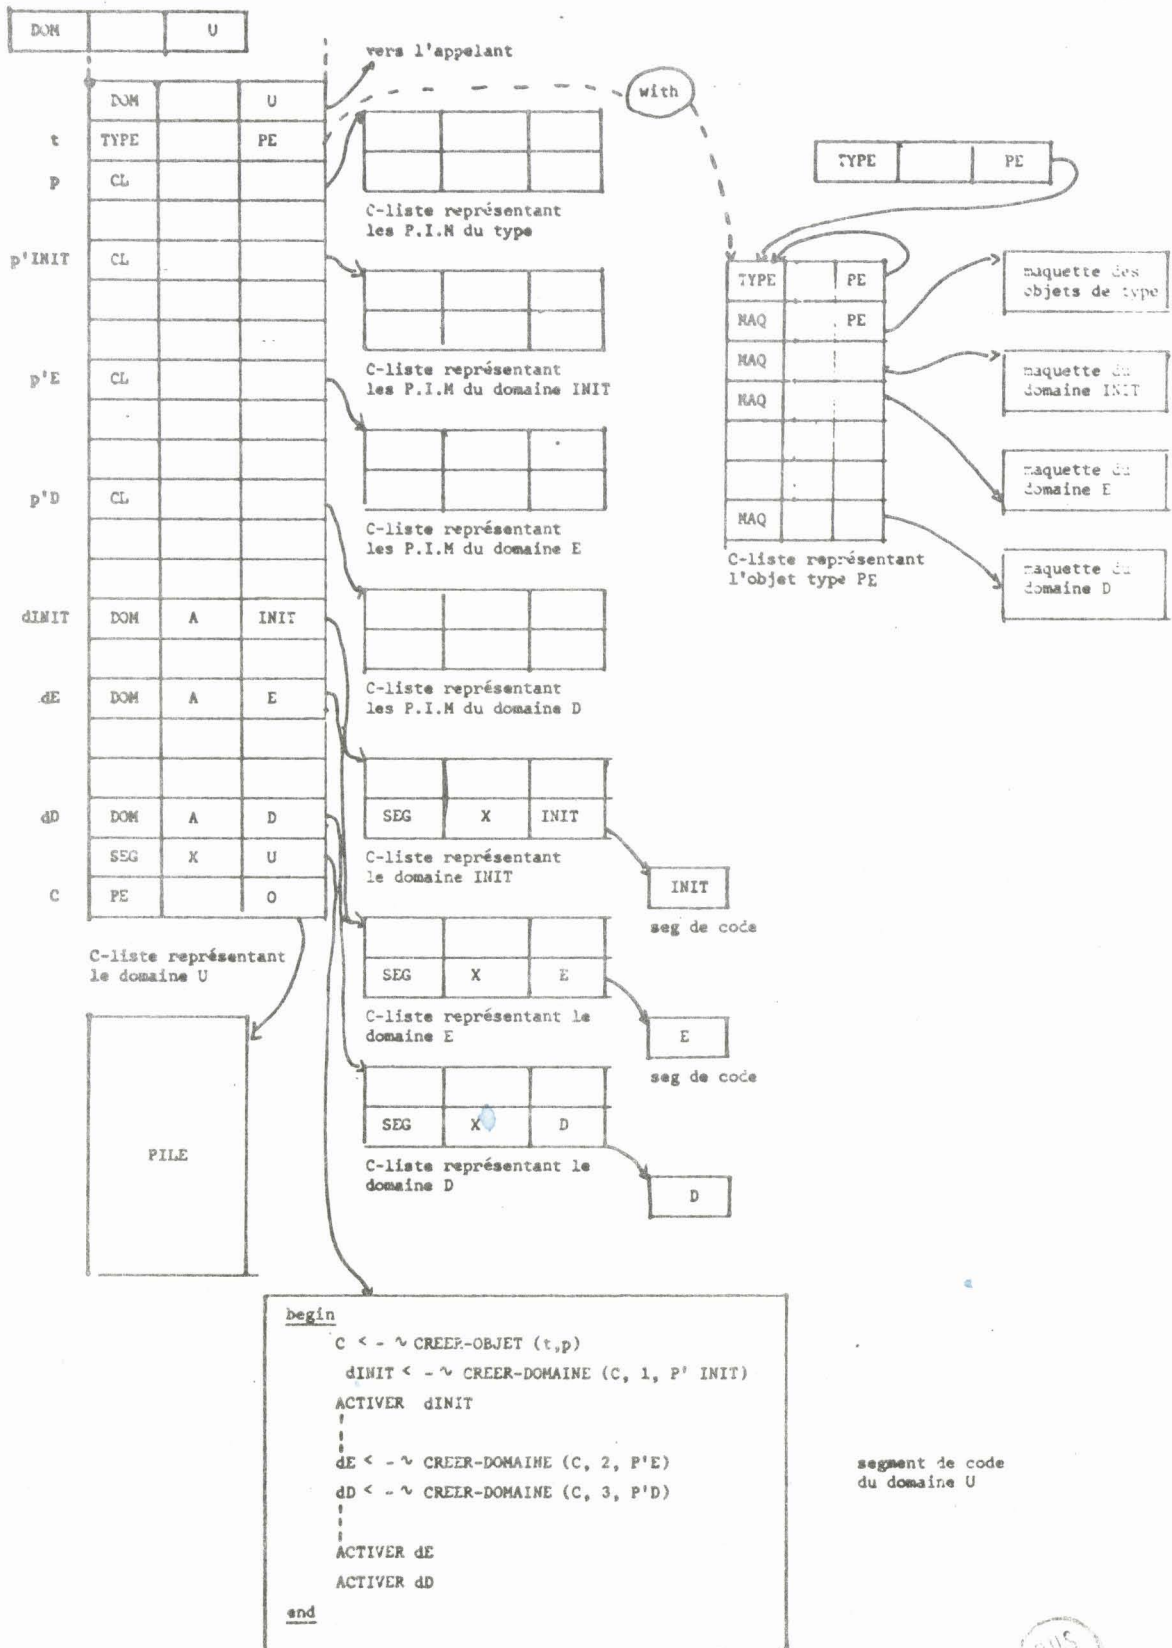 DOM U
vers l'appelant
DOM U
with
t TYPE PE
TYPE PE
p CL
C-liste représentant
les P.I.M du type
p'INIT CL
TYPE PE
maquette des
objets de type
MAQ PE
MAQ
maquette du
domaine INIT
MAQ
C-liste représentant
les P.I.M du domaine INIT
p'E CL
maquette du
domaine E
p'D CL
MAQ
C-liste représentant
les P.I.M du domaine E
C-liste représentant
l'objet type PE
maquette du
domaine D
dINIT DOM A INIT
dE DOM A E
C-liste représentant
les P.I.M du domaine D
dD DOM A D
SEG X INIT
SEG X U
C-liste représentant
le domaine INIT
INIT
seg de code
C PE O
C-liste représentant
le domaine U
SEG X E
C-liste représentant le
domaine E
E
seg de code
SEG X D
PILE
C-liste représentant le
domaine D
D
begin
C < - ~ CREER-OBJET (t,p)
dINIT < - ~ CREER-DOMAINE (C, 1, P' INIT)
ACTIVER dINIT
dE < - ~ CREER-DOMAINE (C, 2, P'E)
dD < - ~ CREER-DOMAINE (C, 3, P'D)
segment de code
du domaine U
ACTIVER dE
ACTIVER dD
end